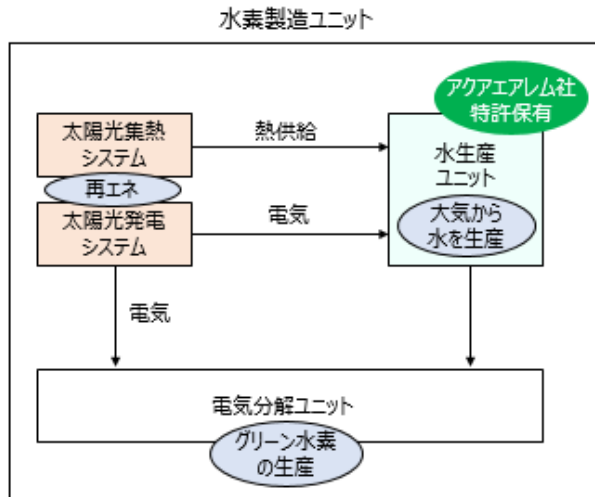 水素製造ユニット
アクアエアレム社
特許保有
太陽光集熱
システム
熱供給
水生産
ユニット
再エネ
太陽光発電
システム
電気
大気から
水を生産
電気
電気分解ユニット
グリーン水素
の生産